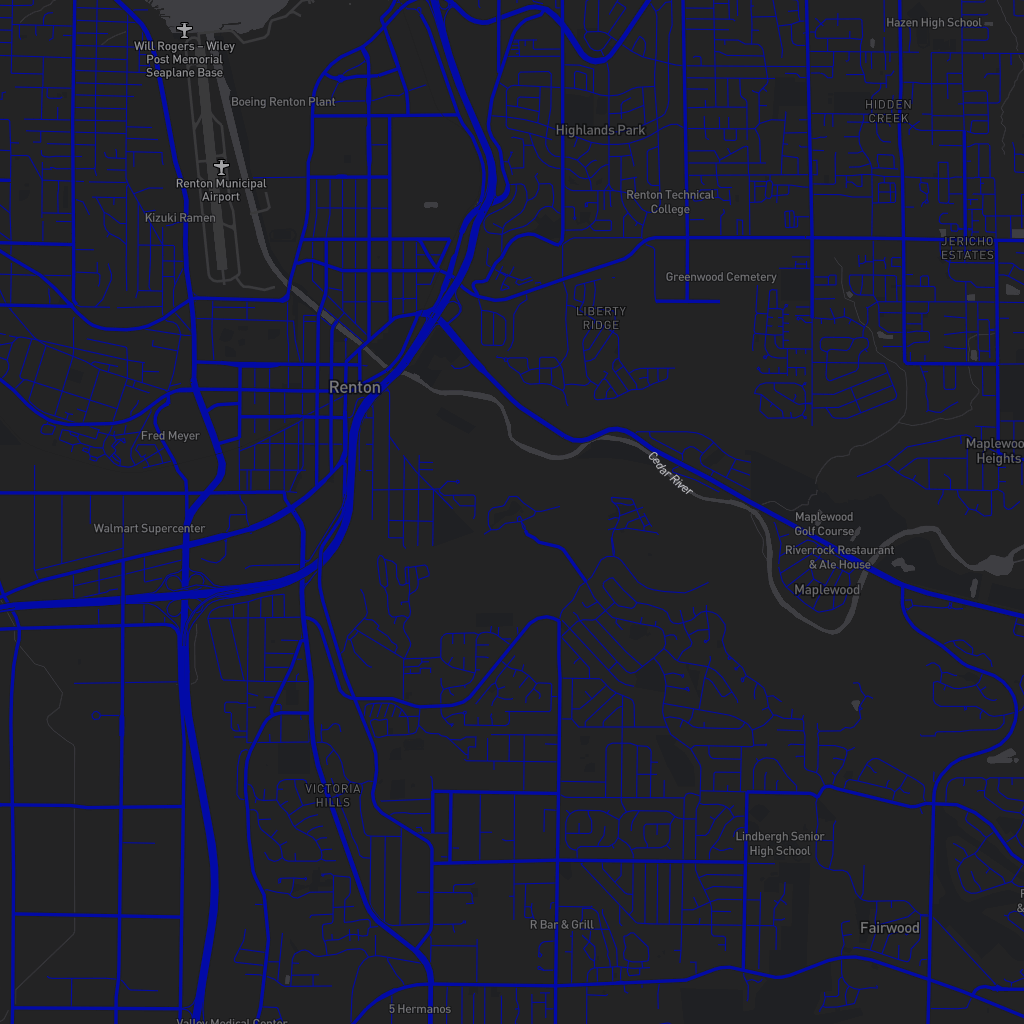 Hazen High School
Will Rogers - Wiley
Post Memorial
Seaplane Base
Boeing Renton Plant
HIDDEN
CREEK
Highlands Park
Renton Municipal
Airport
Renton Technical
College
Kizuki Ramen
JERICHO
ESTATES
Greenwood Cemetery
LIBERTY
RIDGE
Renton
Fred Meyer
Maplewoo
Heights
Cedar River
Walmart Supercenter
Maplewood
Golf Course
Riverrock Restaurant
& Ale House
Maplewood
VICTORIA
HILLS
Lindbergh Senior
High School
R Bar & Grill
Fairwood
5 Hermanos
Valley Medical Center